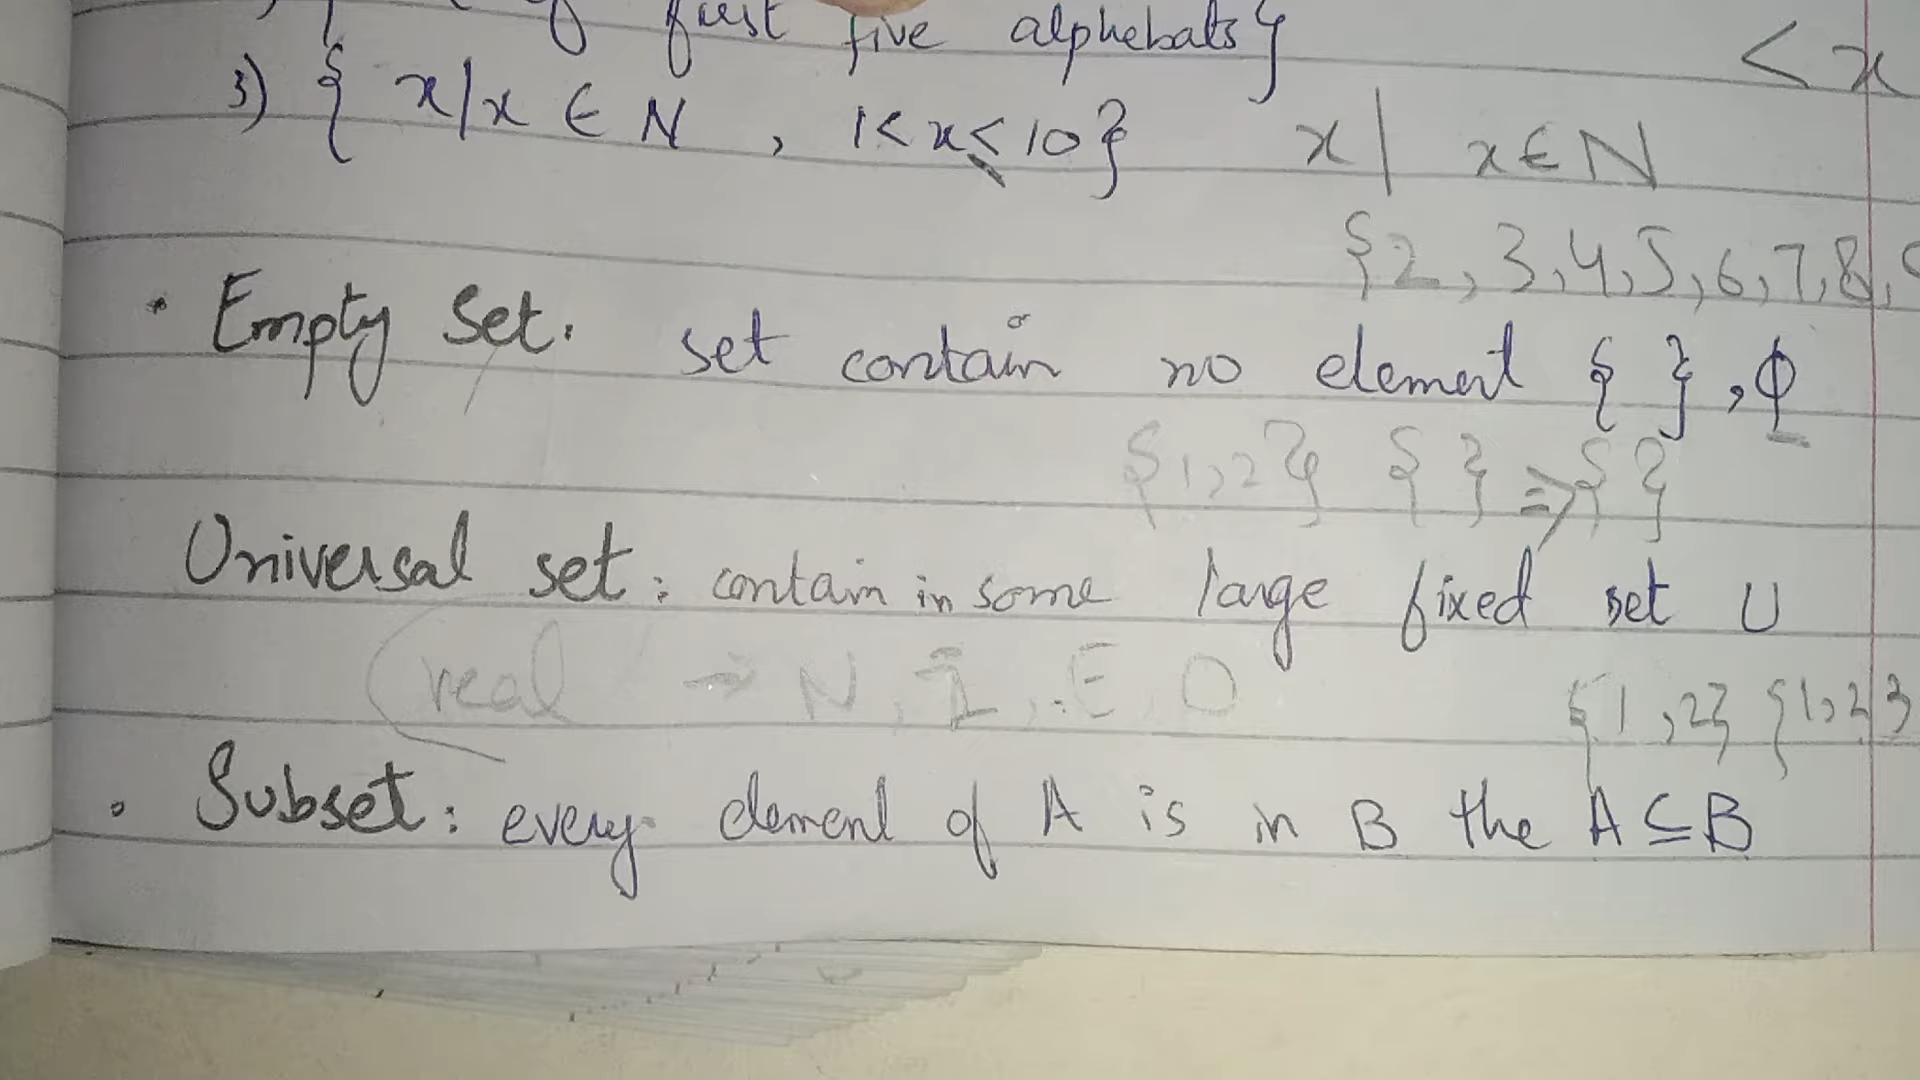 of first five alphebats}
< x
3) { x/x ∈ N , 1< x ≤ 10}
x | x ∈ N
{2, 3, 4, 5, 6, 7, 8,
• Empty Set: set contain no element { }, Φ
{1,2} { } => { }
Universal set: contain in some large fixed set U
(real → N, Z, E, O
{1,2} {1,2,3
• Subset: every element of A is in B the A ⊆ B